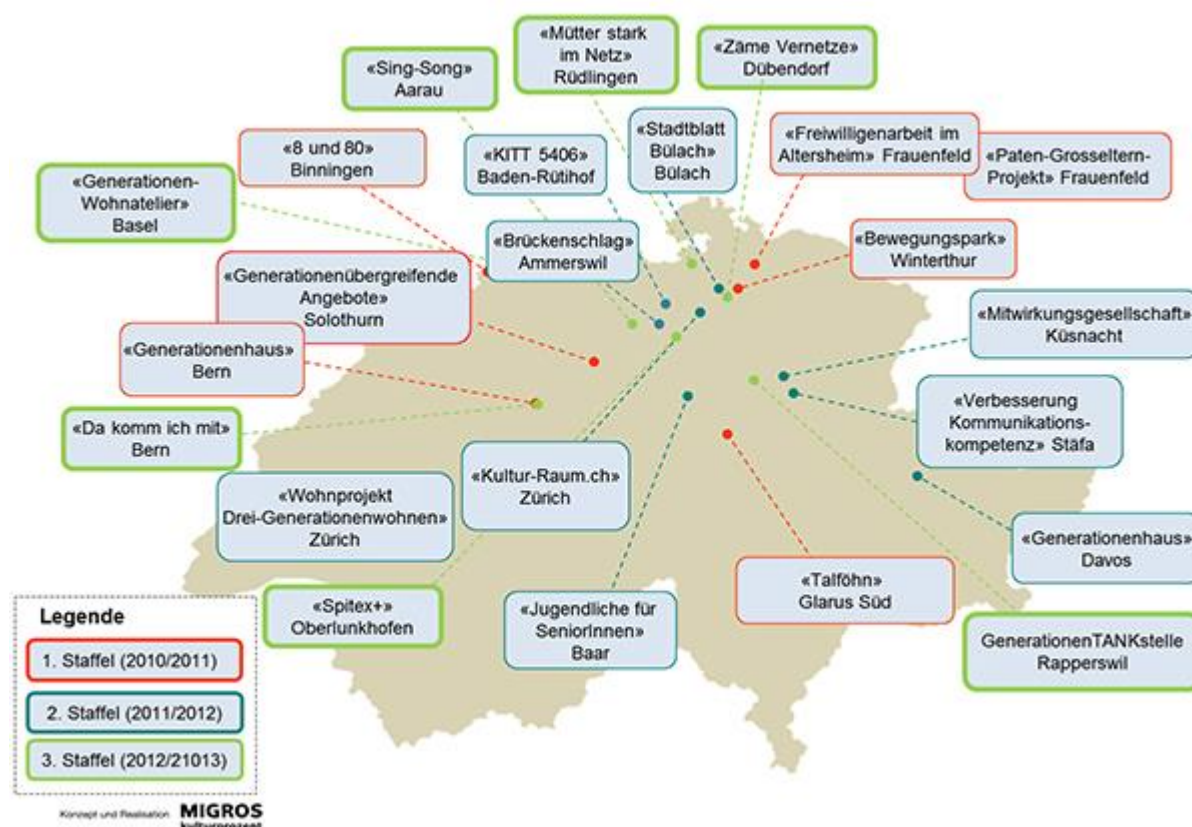 «Mütter stark
im Netz»
Rüdlingen
«Zäme Vernetze»
Dübendorf
«Sing-Song»
Aarau
«8 und 80»
Binningen
«KITT 5406»
Baden-Rütihof
«Stadtblatt
Bülach»
Bülach
«Freiwilligenarbeit im
Altersheim» Frauenfeld
«Paten-Grosseltern-
Projekt» Frauenfeld
«Generationen-
Wohnatelier»
Basel
«Brückenschlag»
Ammerswil
«Bewegungspark»
Winterthur
«Generationenübergreifende
Angebote»
Solothurn
«Mitwirkungsgesellschaft»
Küsnacht
«Generationenhaus»
Bern
«Verbesserung
Kommunikations-
kompetenz» Stäfa
«Da komm ich mit»
Bern
«Kultur-Raum.ch»
Zürich
«Wohnprojekt
Drei-Generationenwohnen»
Zürich
«Generationenhaus»
Davos
«Talföhn»
Glarus Süd
«Spitex+»
Oberlunkhofen
«Jugendliche für
SeniorInnen»
Baar
GenerationenTANKstelle
Rapperswil
Legende
1. Staffel (2010/2011)
2. Staffel (2011/2012)
3. Staffel (2012/21013)
Konzept und Realisation MIGROS
kulturprozent